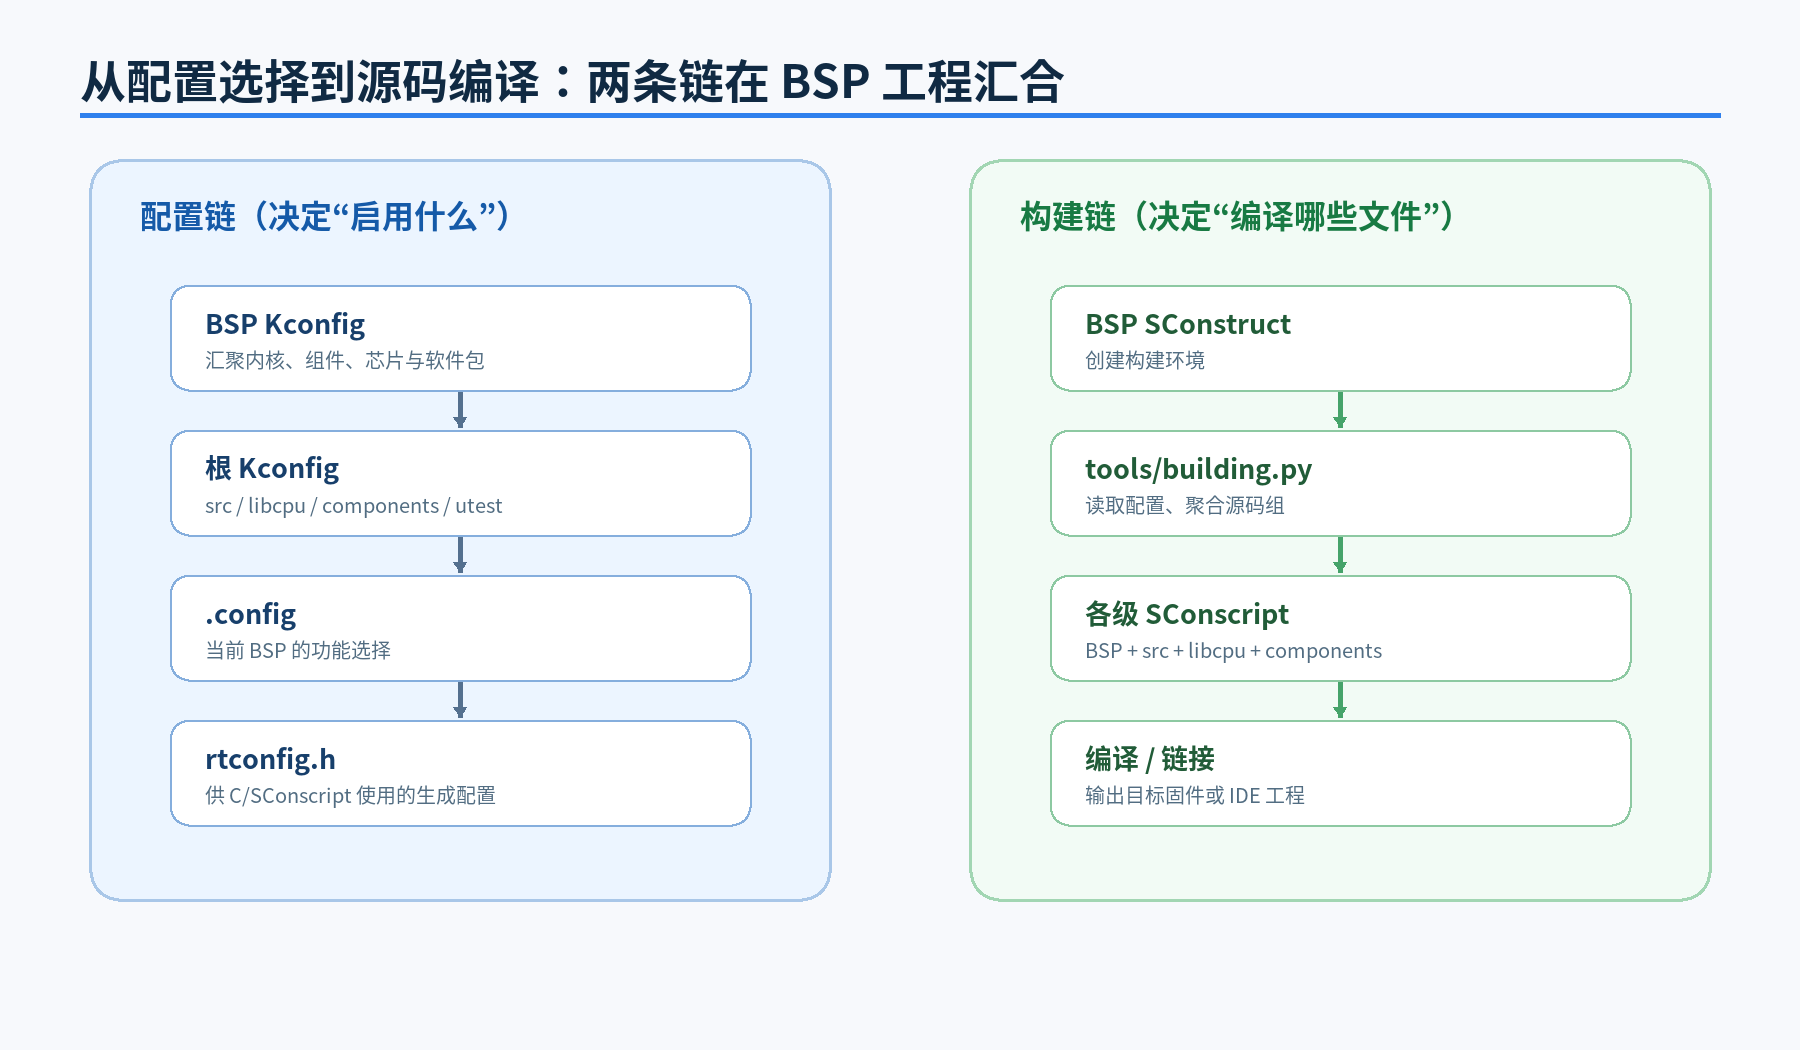 从配置选择到源码编译：两条链在 BSP 工程汇合
配置链（决定“启用什么”）
BSP Kconfig
汇聚内核、组件、芯片与软件包
根 Kconfig
src / libcpu / components / utest
.config
当前 BSP 的功能选择
rtconfig.h
供 C/SConscript 使用的生成配置
构建链（决定“编译哪些文件”）
BSP SConstruct
创建构建环境
tools/building.py
读取配置、聚合源码组
各级 SConscript
BSP + src + libcpu + components
编译 / 链接
输出目标固件或 IDE 工程